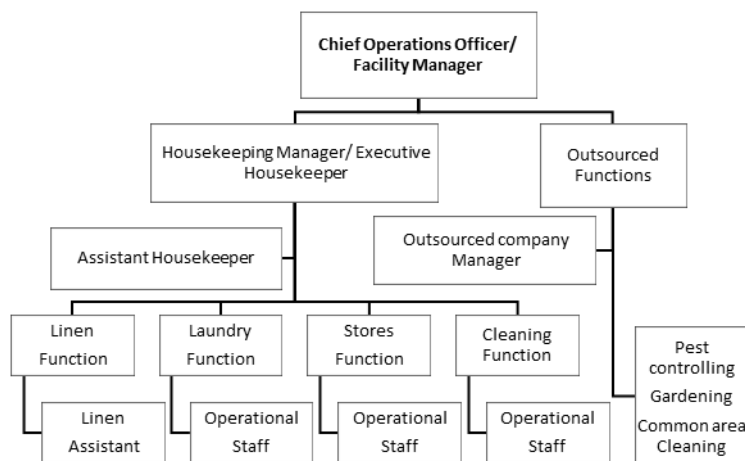 Chief Operations Officer/
Facility Manager
Housekeeping Manager/ Executive
Housekeeper
Outsourced
Functions
Assistant Housekeeper
Outsourced company
Manager
Linen
Function
Laundry
Function
Stores
Function
Cleaning
Function
Pest
controlling
Gardening
Common area
Cleaning
Linen
Assistant
Operational
Staff
Operational
Staff
Operational
Staff